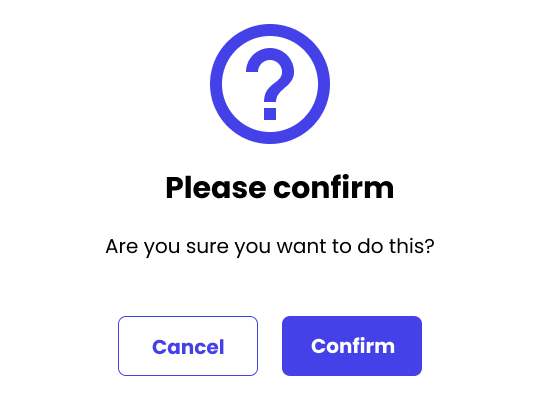 ?
Please confirm
Are you sure you want to do this?
Cancel
Confirm